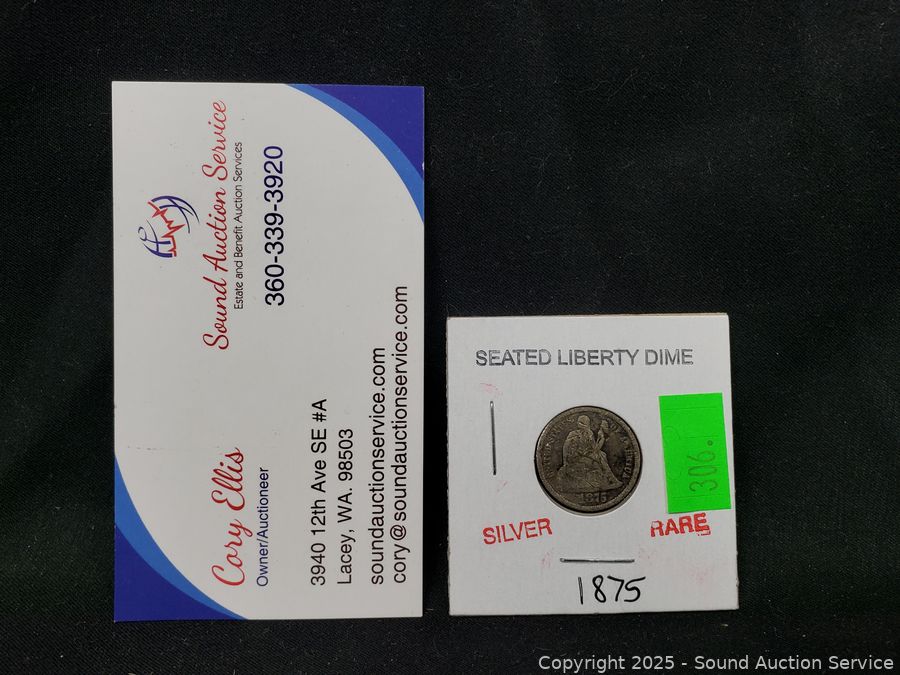 Sound Auction Service
Estate and Benefit Auction Services
360-339-3920
Cory Ellis
Owner/Auctioneer
3940 12th Ave SE #A
Lacey, WA. 98503
soundauctionservice.com
cory@soundauctionservice.com
SEATED LIBERTY DIME
306.
1875
SILVER
RARE
1875
Copyright 2025 - Sound Auction Service